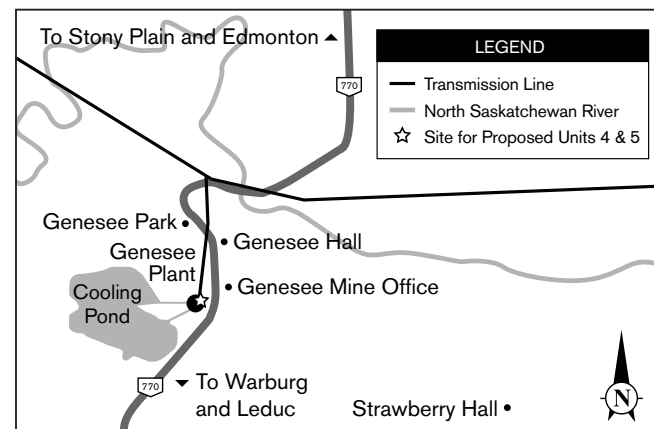 To Stony Plain and Edmonton
770
LEGEND
Transmission Line
North Saskatchewan River
Site for Proposed Units 4 & 5
Genesee Park
Genesee Hall
Genesee
Plant
Genesee Mine Office
Cooling
Pond
770
To Warburg
and Leduc
Strawberry Hall
N